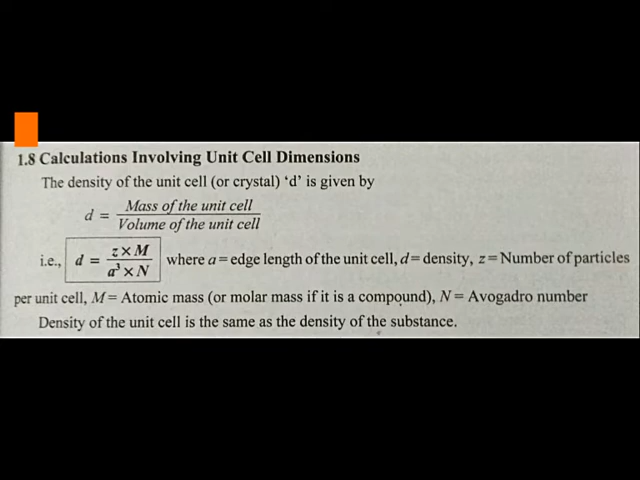 1.8 Calculations Involving Unit Cell Dimensions
The density of the unit cell (or crystal) ‘d’ is given by
d = Mass of the unit cell / Volume of the unit cell
i.e., d = z × M / a³ × N where a = edge length of the unit cell, d = density, z = Number of particles
per unit cell, M = Atomic mass (or molar mass if it is a compound), N = Avogadro number
Density of the unit cell is the same as the density of the substance.